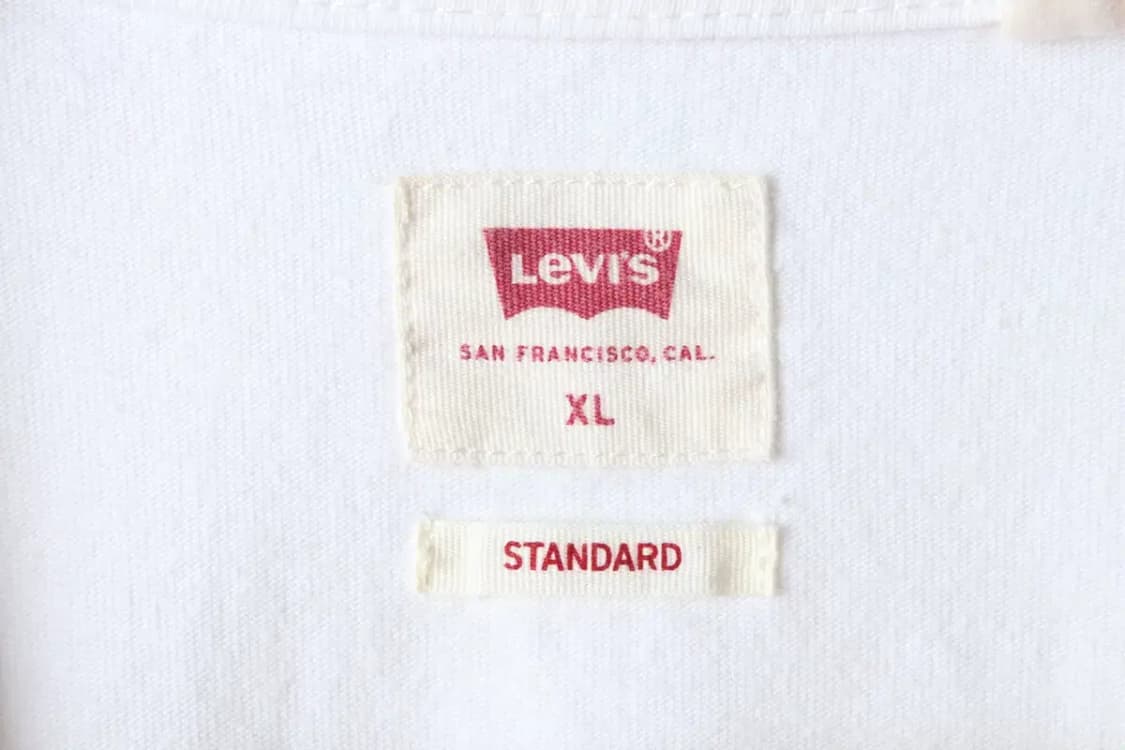 Levi's®
SAN FRANCISCO, CAL.
XL
STANDARD